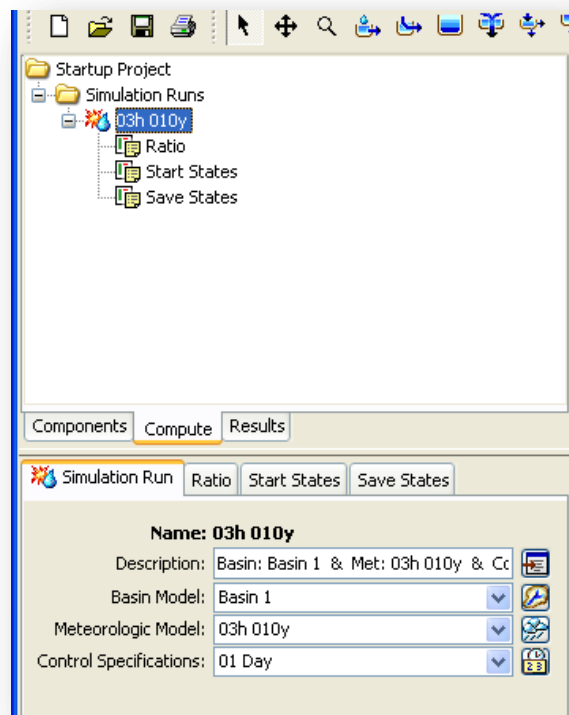 Startup Project
Simulation Runs
03h 010y
Ratio
Start States
Save States
Components Compute Results
Simulation Run Ratio Start States Save States
Name: 03h 010y
Description: Basin: Basin 1 & Met: 03h 010y & Co
Basin Model: Basin 1
Meteorologic Model: 03h 010y
Control Specifications: 01 Day